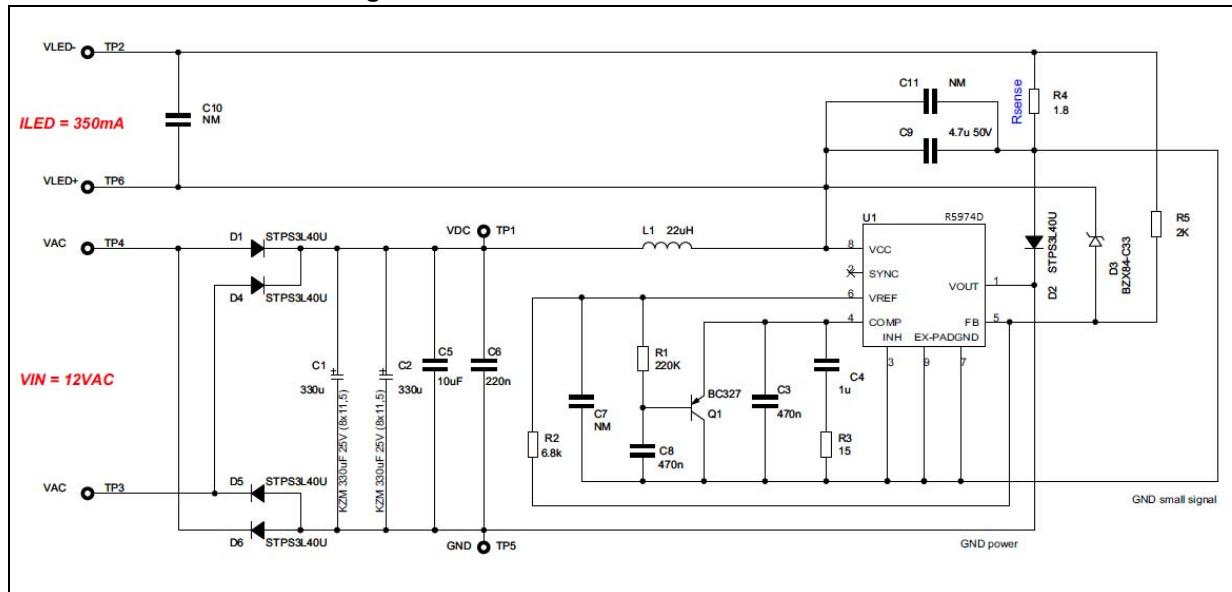 VLED- TP2
C10
NM
ILED = 350mA
VLED+ TP6
VAC TP4
D1 STPS3L40U
D4 STPS3L40U
VDC TP1
L1 22uH
C11 NM
C9 4.7u 50V
Rsense
R4
1.8
U1 R5974D
8 VCC
2 SYNC
6 VREF
4 COMP
VOUT 1
FB 5
INH EX-PADGND
3 9 7
D2 STPS3L40U
D3
BZX84-C33
R5
2K
VIN = 12VAC
C1
330u
KZM 330uF 25V (8x11,5)
C2
330u
KZM 330uF 25V (8x11,5)
C5
10uF
C6
220n
R1
220K
BC327
Q1
C7
NM
R2
6.8k
C8
470n
C3
470n
C4
1u
R3
15
VAC TP3
D5 STPS3L40U
D6 STPS3L40U
GND TP5
GND small signal
GND power